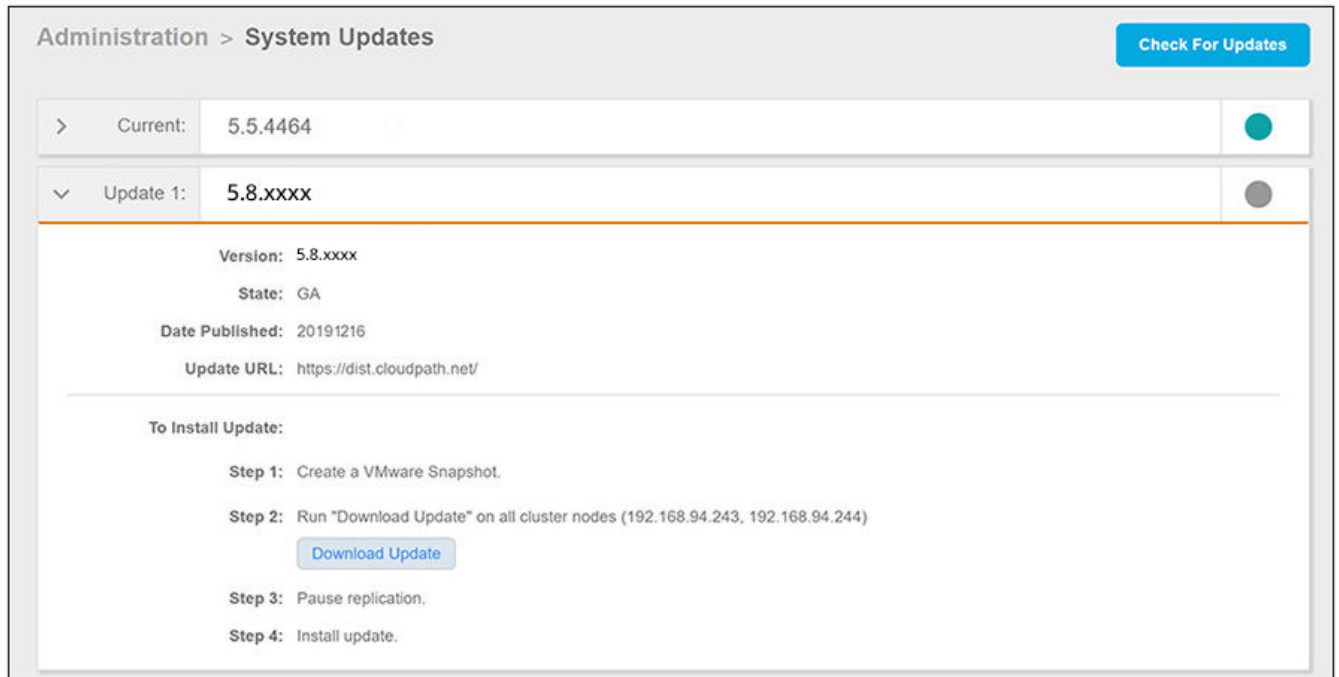 Administration > System Updates
Check For Updates
Current: 5.5.4464
Update 1: 5.8.xxxx
Version: 5.8.xxxx
State: GA
Date Published: 20191216
Update URL: https://dist.cloudpath.net/
To Install Update:
Step 1: Create a VMware Snapshot.
Step 2: Run "Download Update" on all cluster nodes (192.168.94.243, 192.168.94.244)
Download Update
Step 3: Pause replication.
Step 4: Install update.